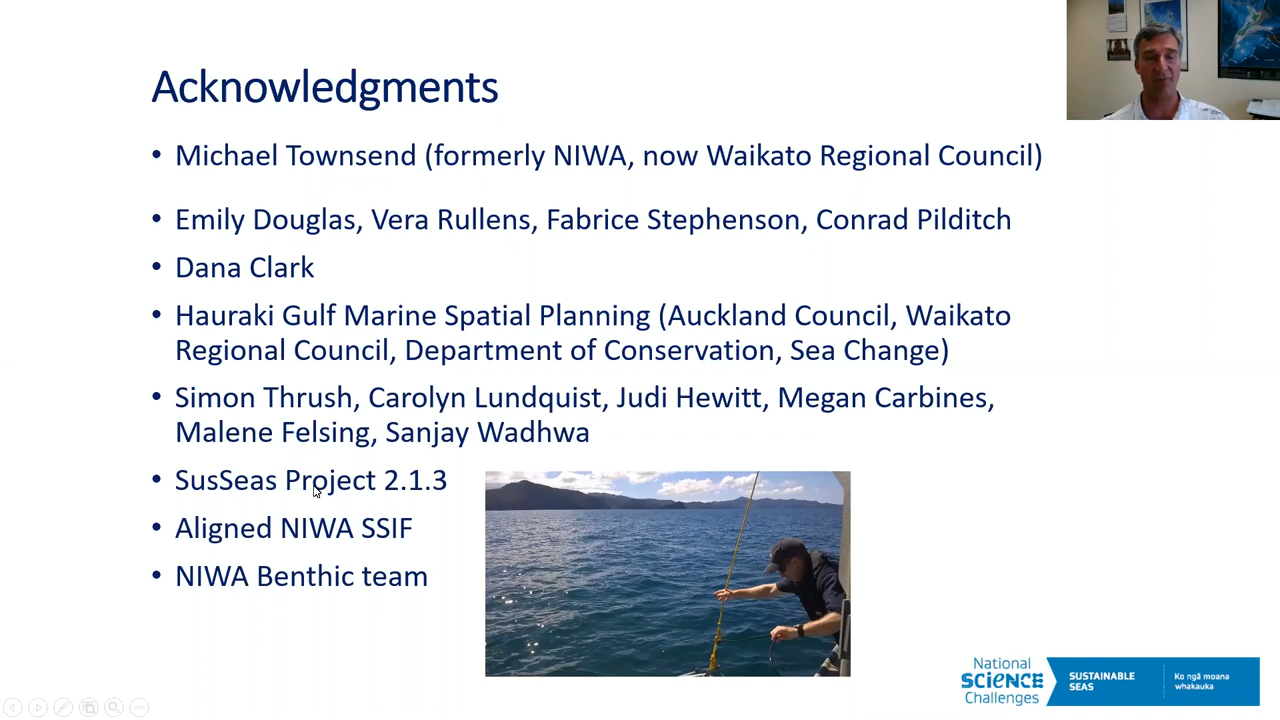 Acknowledgments
• Michael Townsend (formerly NIWA, now Waikato Regional Council)
• Emily Douglas, Vera Rullens, Fabrice Stephenson, Conrad Pilditch
• Dana Clark
• Hauraki Gulf Marine Spatial Planning (Auckland Council, Waikato
Regional Council, Department of Conservation, Sea Change)
• Simon Thrush, Carolyn Lundquist, Judi Hewitt, Megan Carbines,
Malene Felsing, Sanjay Wadhwa
• SusSeas Project 2.1.3
• Aligned NIWA SSIF
• NIWA Benthic team
National
SCIENCE
Challenges
SUSTAINABLE
SEAS
Ko ngā moana
whakauka